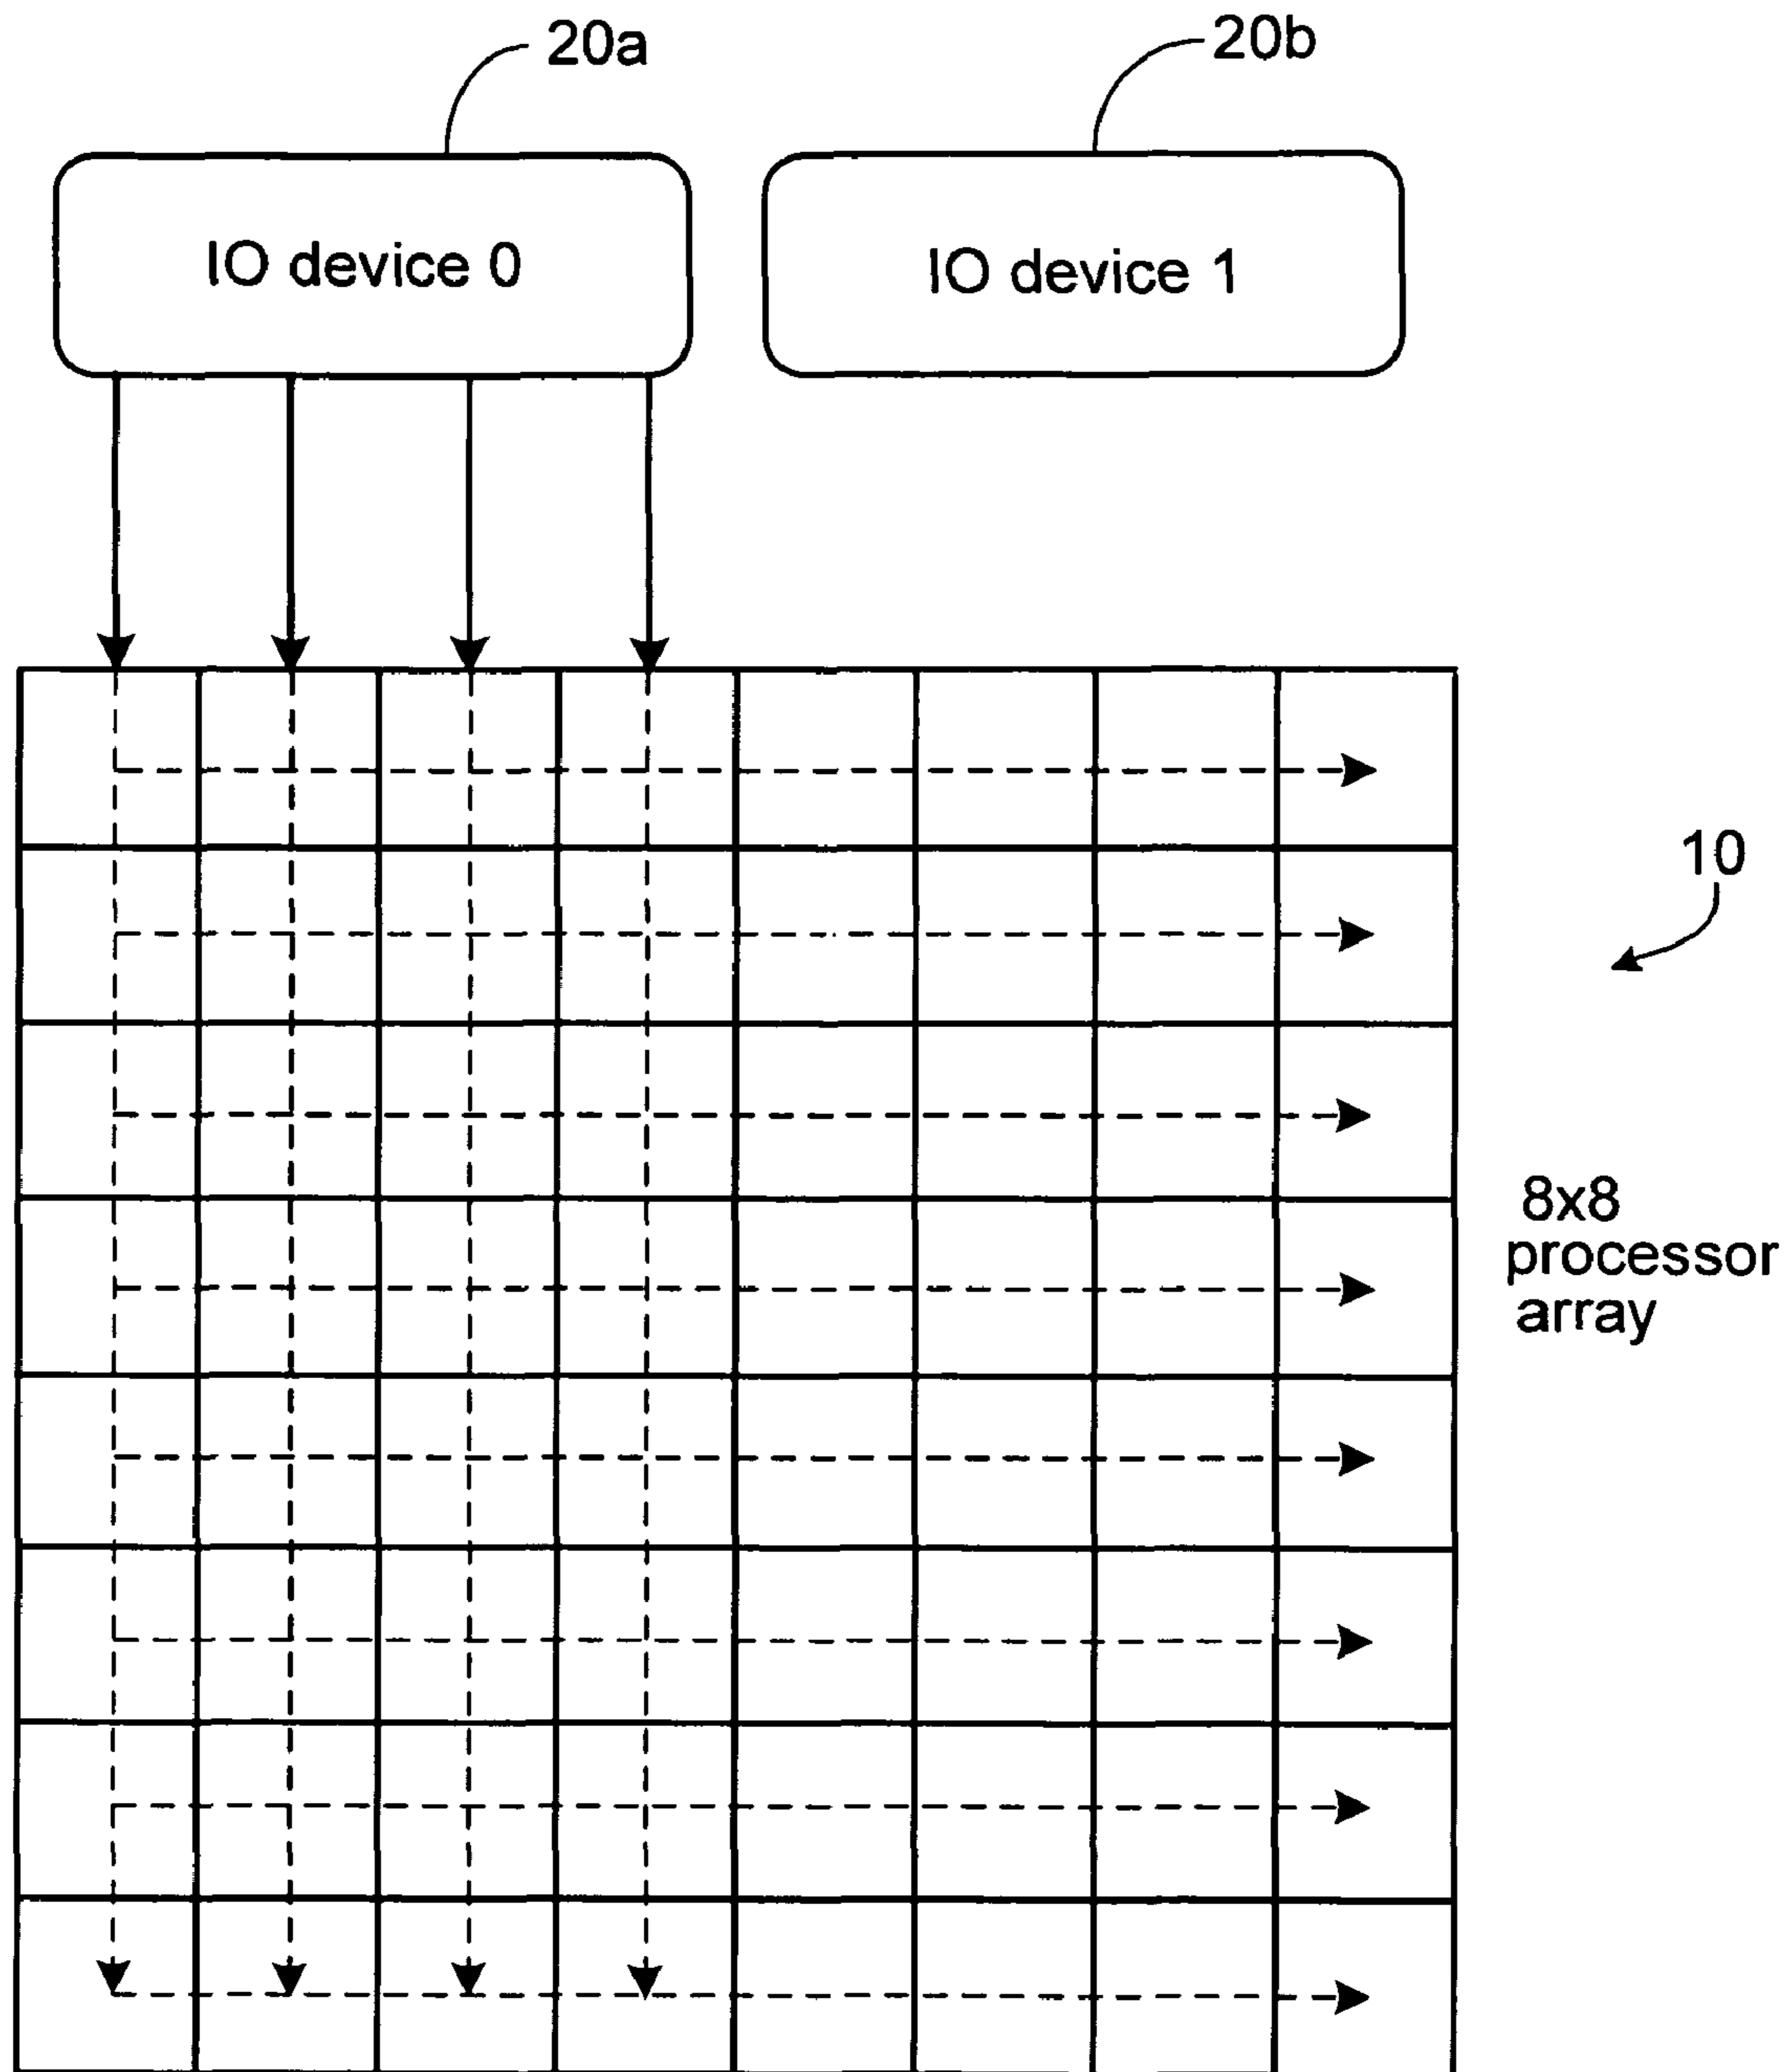 20a
20b
IO device 0
IO device 1
10
8x8
processor
array